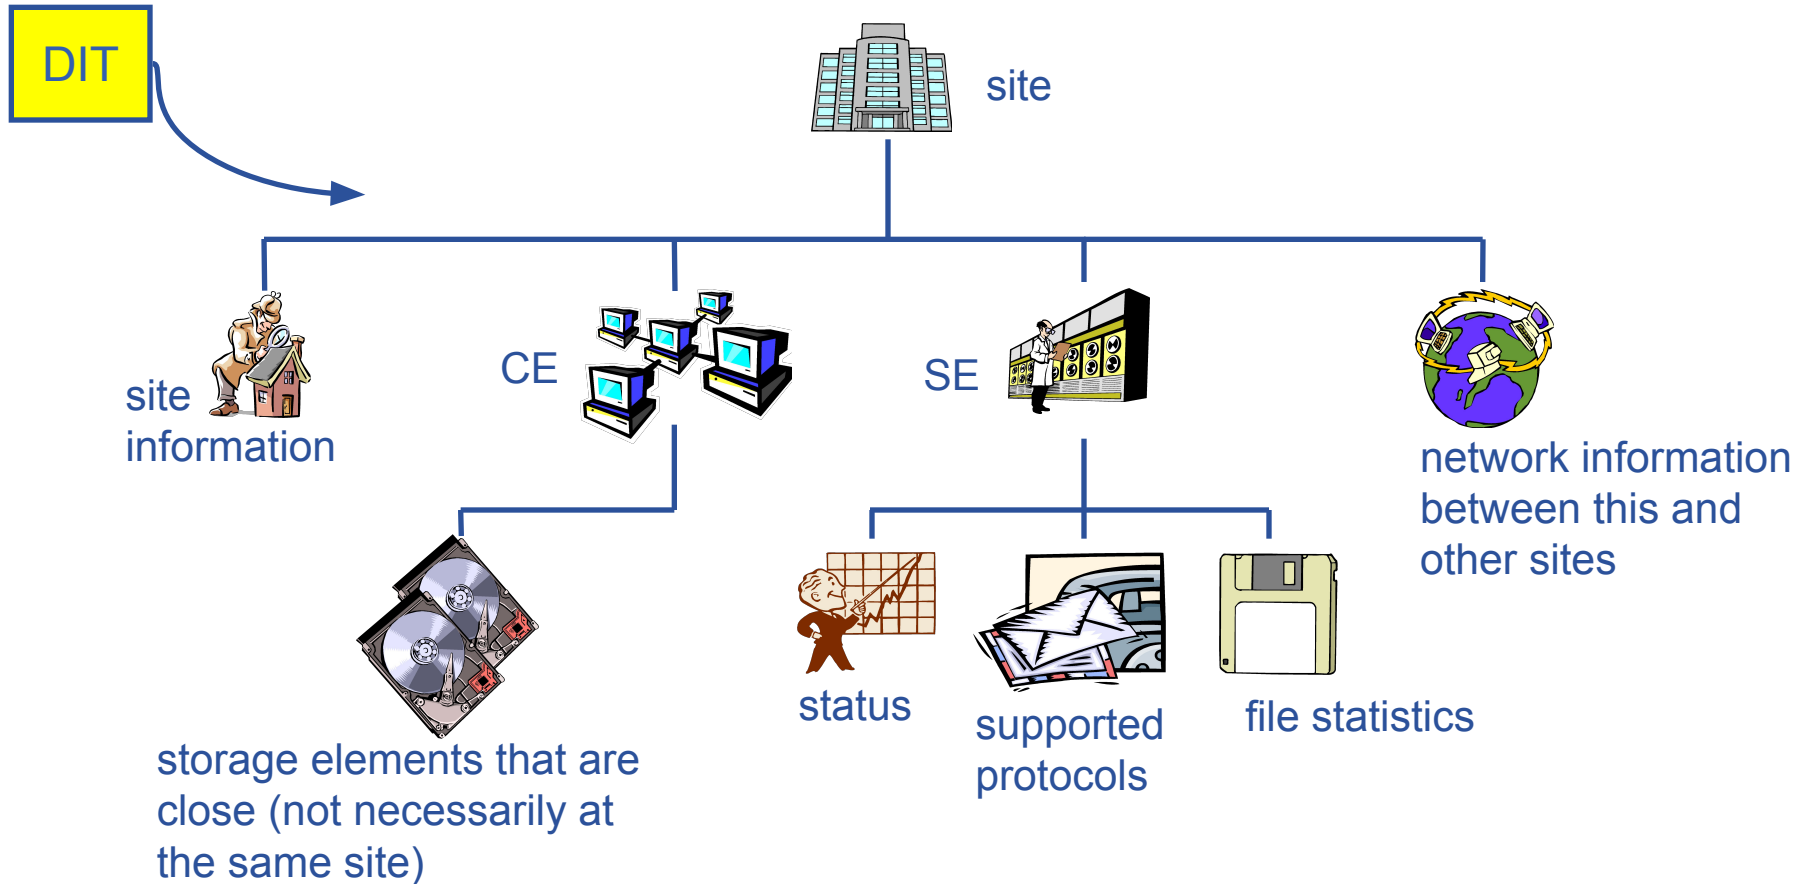 DIT
site
site
information
CE
SE
network information
between this and
other sites
storage elements that are
close (not necessarily at
the same site)
status
supported
protocols
file statistics